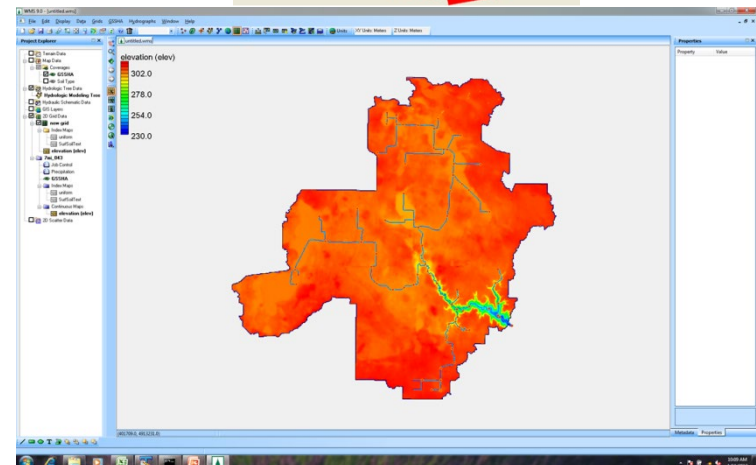 WMS 9.0 - [untitled.wms]
File Edit Display Data Grids GSSHA Hydrographs Window Help
Units XY Units: Meters Z Units: Meters
Project Explorer
untitled.wms
Properties
Property Value
Terrain Data
Map Data
Coverages
GSSHA
Soil Type
Hydrologic Tree Data
Hydrologic Modeling Tree
Hydraulic Schematic Data
GIS Layers
2D Grid Data
new grid
Index Maps
uniform
elevation (elev)
Job Control
Precipitation
GSSHA
Index Maps
uniform
Continuous Maps
elevation (elev)
2D Scatter Data
elevation (elev)
302.0
278.0
254.0
230.0
Metadata Properties
10:09 AM